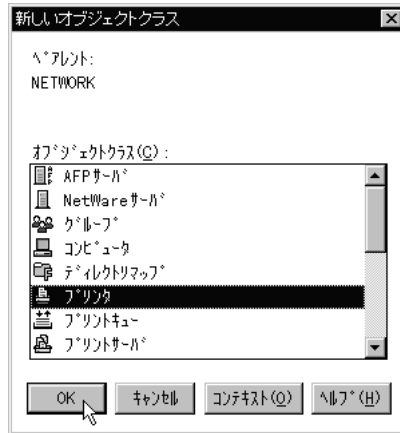 新しいオブジェクトクラス
ﾍﾟｱﾚﾝﾄ:
NETWORK
ｵﾌﾞｼﾞｪｸﾄｸﾗｽ(C):
AFPｻｰﾊﾞ
NetWareｻｰﾊﾞ
ｸﾞﾙｰﾌﾟ
ｺﾝﾋﾟｭｰﾀ
ﾃﾞｨﾚｸﾄﾘﾏｯﾌﾟ
ﾌﾟﾘﾝﾀ
ﾌﾟﾘﾝﾄｷｭｰ
ﾌﾟﾘﾝﾄｻｰﾊﾞ
OK ｷｬﾝｾﾙ ｺﾝﾃｷｽﾄ(O) ﾍﾙﾌﾟ(H)